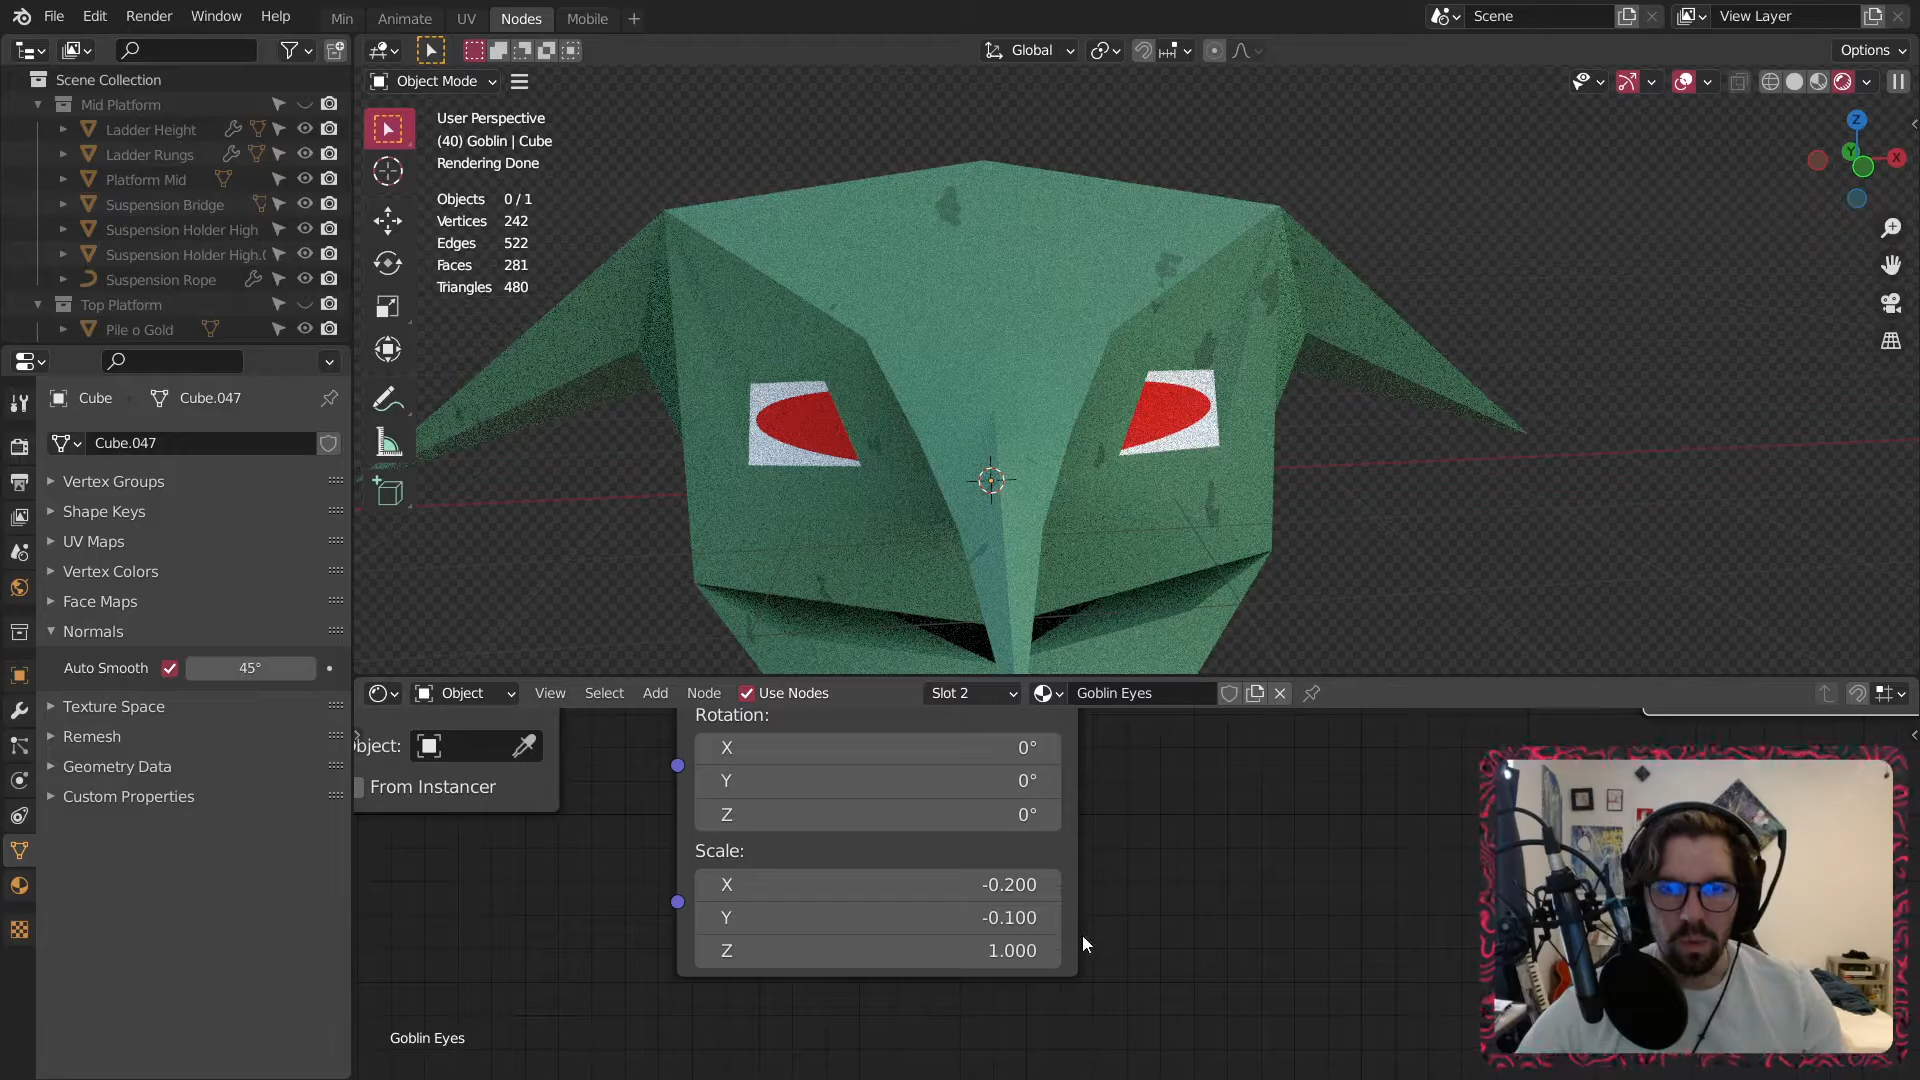 File Edit Render Window Help
Min Animate UV Nodes Mobile
Scene
View Layer
Global
Options
Object Mode
Scene Collection
Mid Platform
Ladder Height
Ladder Rungs
Platform Mid
Suspension Bridge
Suspension Holder High
Suspension Holder High.
Suspension Rope
Top Platform
Pile o Gold
User Perspective
(40) Goblin | Cube
Rendering Done
Objects 0 / 1
Vertices 242
Edges 522
Faces 281
Triangles 480
Z
Y
X
Cube Cube.047
Cube.047
Vertex Groups
Shape Keys
UV Maps
Vertex Colors
Face Maps
Normals
Auto Smooth 45°
Texture Space
Remesh
Geometry Data
Custom Properties
Object View Select Add Node Use Nodes Slot 2 Goblin Eyes
bject:
From Instancer
Rotation:
X 0°
Y 0°
Z 0°
Scale:
X -0.200
Y -0.100
Z 1.000
Goblin Eyes